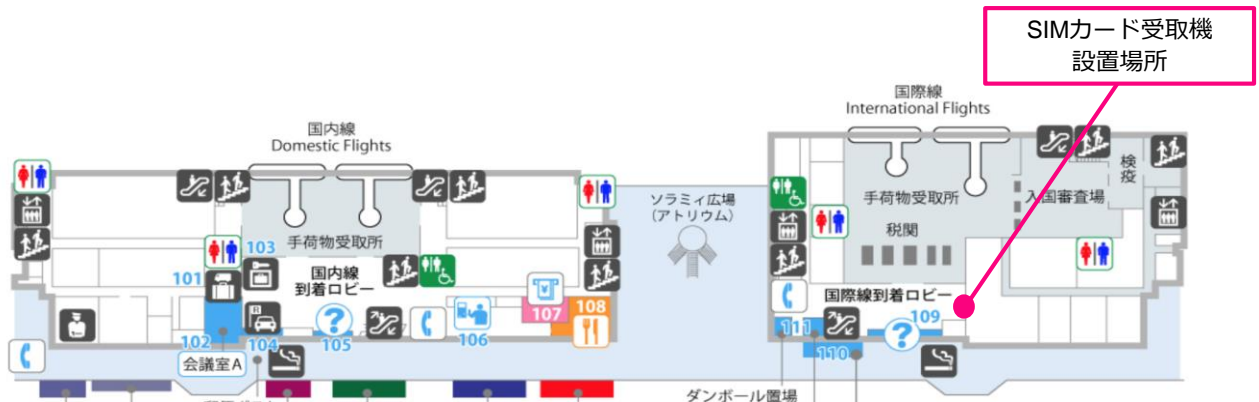 SIMカード受取機
設置場所
国際線
International Flights
国内線
Domestic Flights
検疫
手荷物受取所
入国審査場
税関
ソラミィ広場
(アトリウム)
手荷物受取所
103
101
国内線
到着ロビー
国際線到着ロビー
107
108
109
111
110
102
104
105
106
会議室A
ダンボール置場